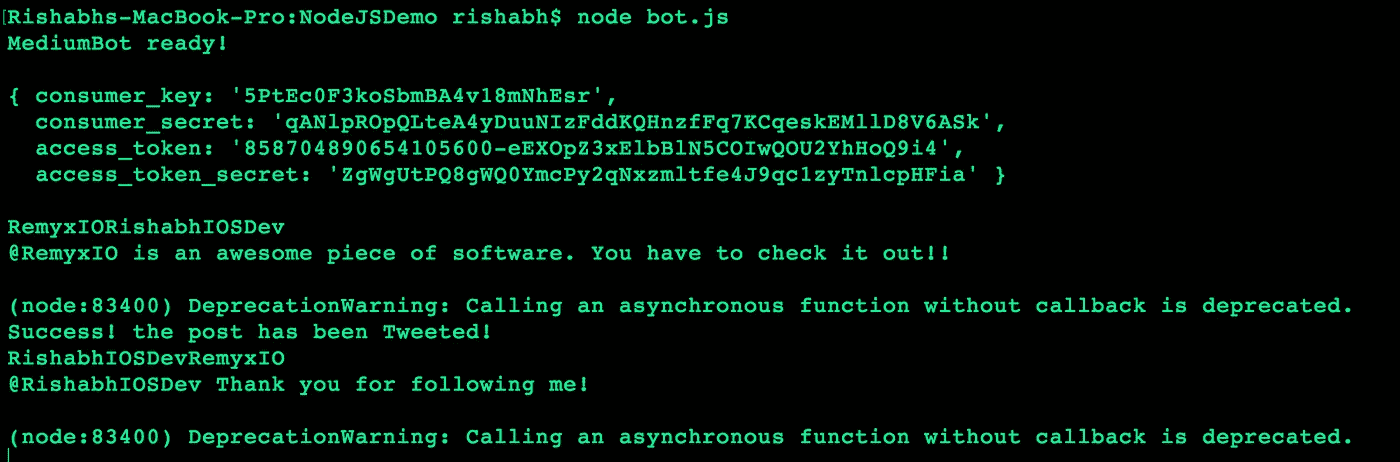 [Rishabhs-MacBook-Pro:NodeJSDemo rishabh$ node bot.js
MediumBot ready!
{ consumer_key: '5PtEc0F3koSbmBA4v18mNhEsr',
consumer_secret: 'qANlpROpQLteA4yDuuNIzFddKQHnzfFq7KCqeskEMllD8V6ASk',
access_token: '858704890654105600-eEXOpZ3xElbBlN5COIwQOU2YhHoQ9i4',
access_token_secret: 'ZgWgUtPQ8gWQ0YmcPy2qNxzmltfe4J9qc1zyTnlcpHFia' }
RemyxIORishabhIOSDev
@RemyxIO is an awesome piece of software. You have to check it out!!
(node:83400) DeprecationWarning: Calling an asynchronous function without callback is deprecated.
Success! the post has been Tweeted!
RishabhIOSDevRemyxIO
@RishabhIOSDev Thank you for following me!
(node:83400) DeprecationWarning: Calling an asynchronous function without callback is deprecated.